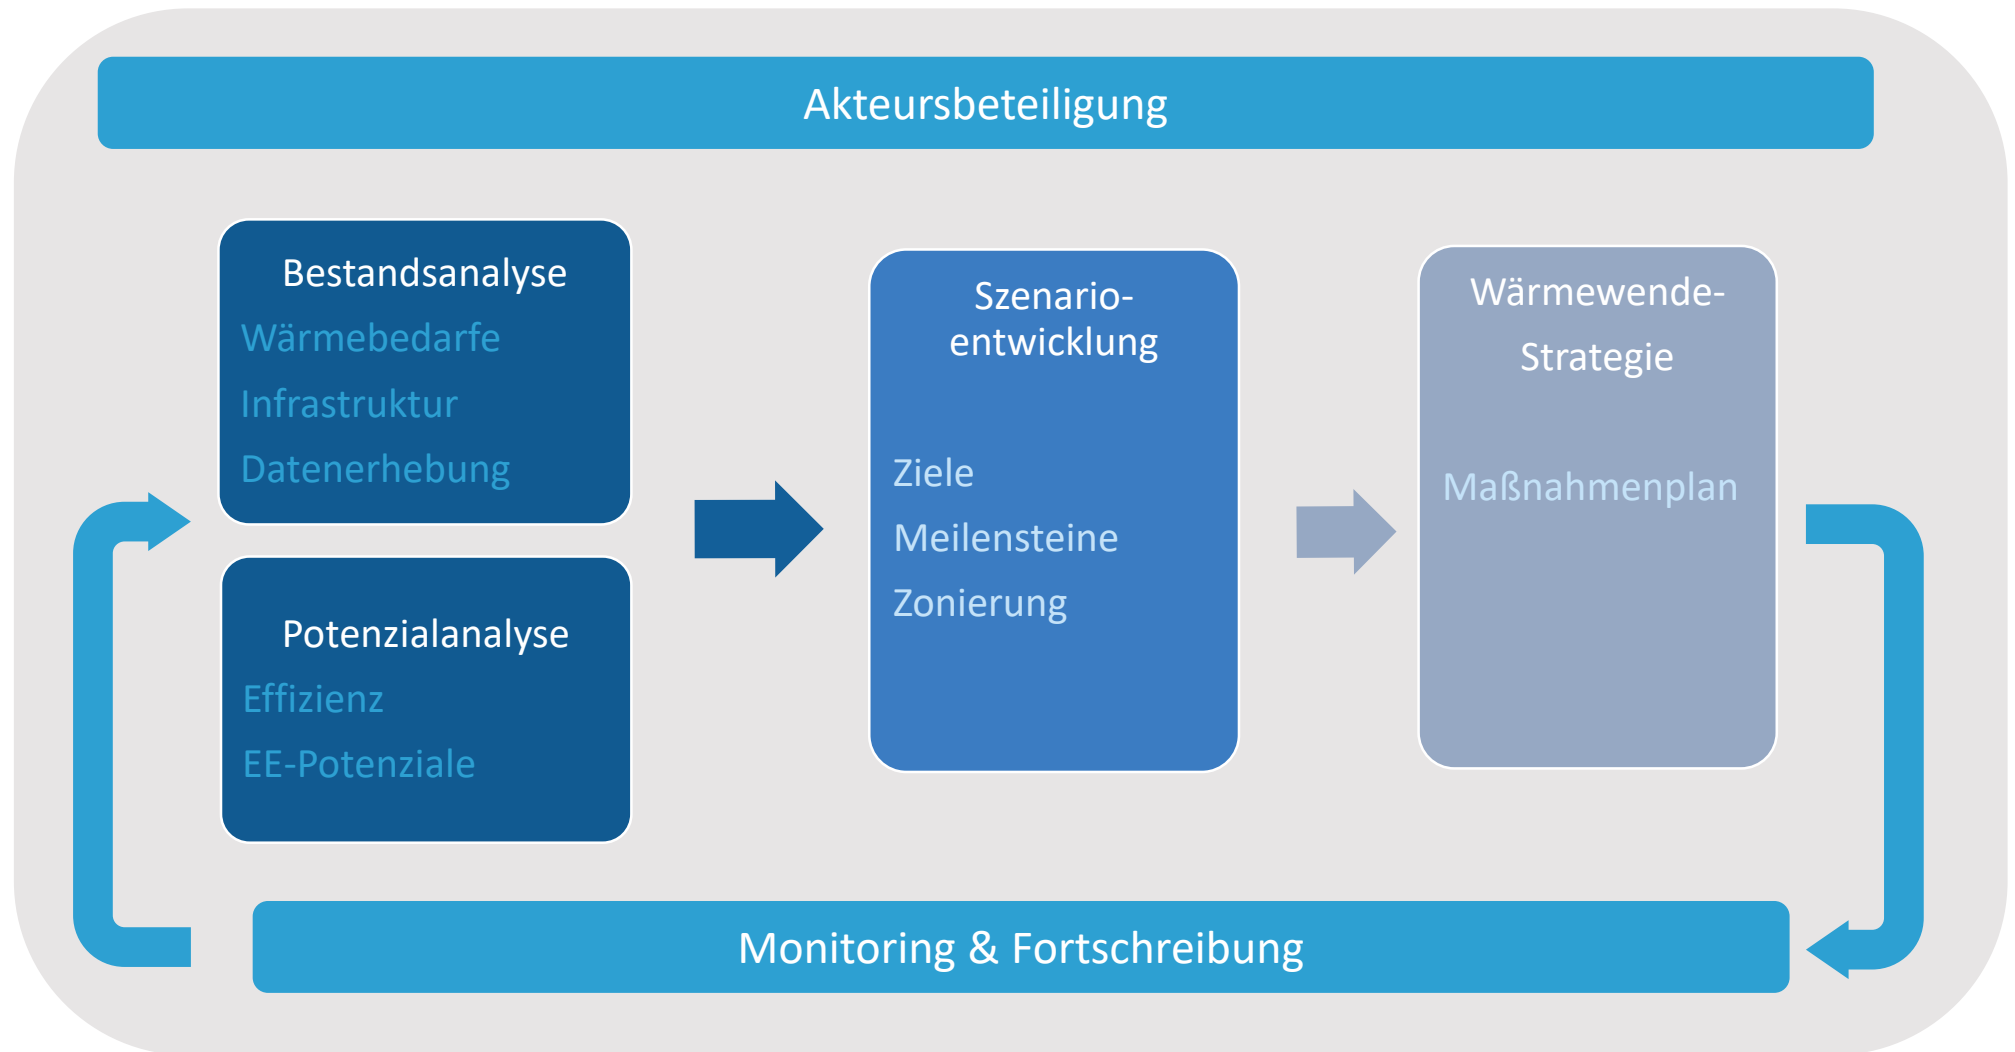 Akteursbeteiligung
Bestandsanalyse
Wärmebedarfe
Infrastruktur
Datenerhebung
Potenzialanalyse
Effizienz
EE-Potenziale
Szenario-
entwicklung
Ziele
Meilensteine
Zonierung
Wärmewende-
Strategie
Maßnahmenplan
Monitoring & Fortschreibung